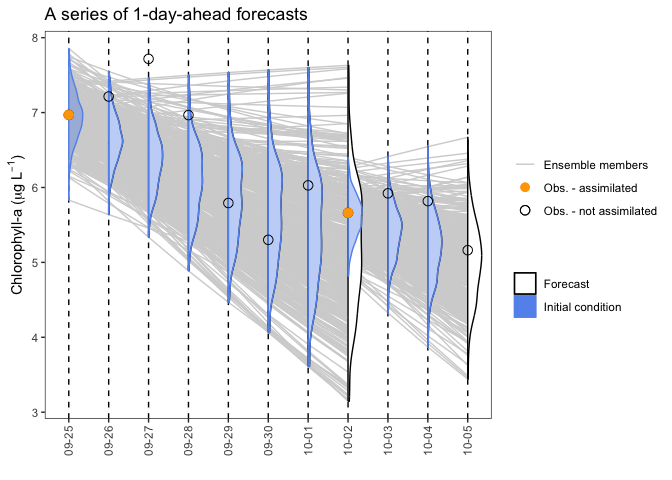 A series of 1-day-ahead forecasts
Chlorophyll-a (μg L⁻¹)
8
7
6
5
4
3
09-25
09-26
09-27
09-28
09-29
09-30
10-01
10-02
10-03
10-04
10-05
Ensemble members
Obs. - assimilated
Obs. - not assimilated
Forecast
Initial condition